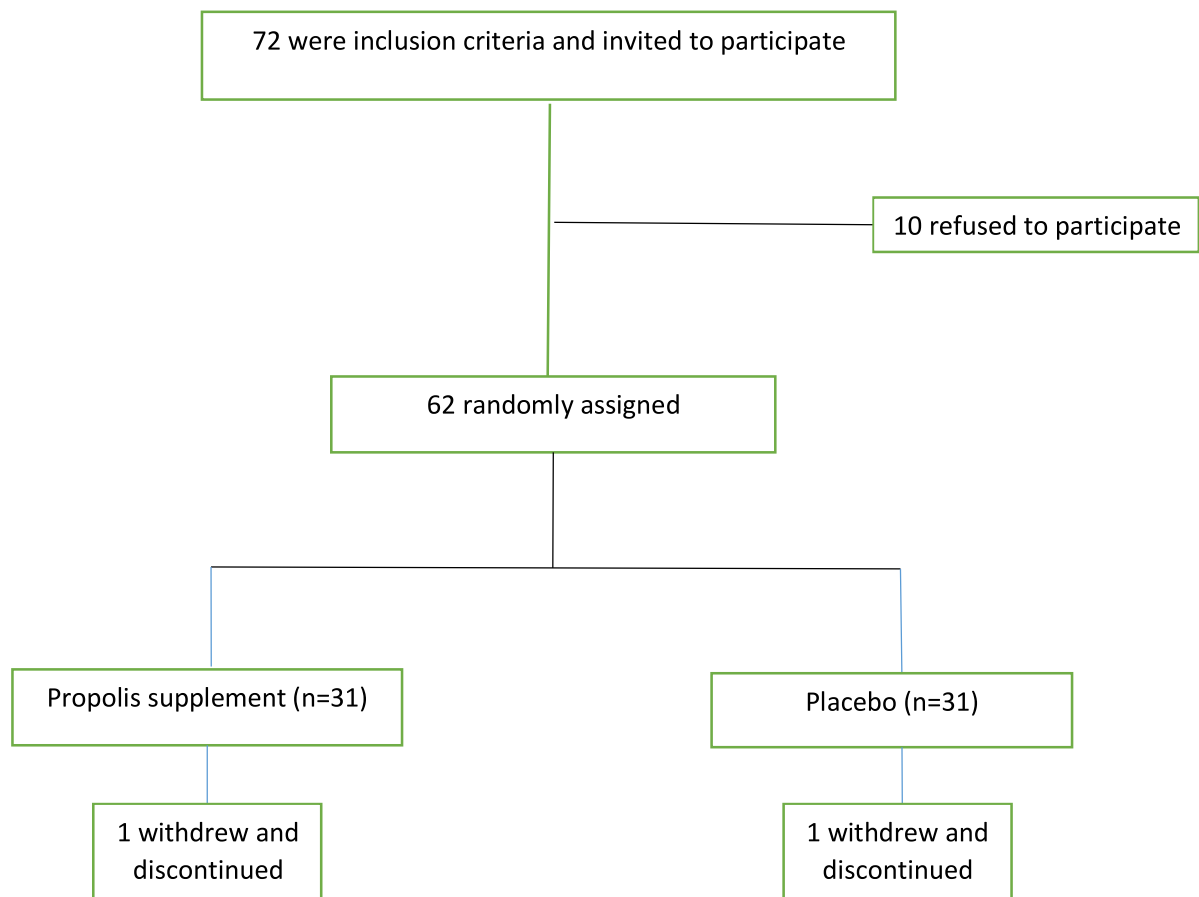 72 were inclusion criteria and invited to participate
10 refused to participate
62 randomly assigned
Propolis supplement (n=31)
Placebo (n=31)
1 withdrew and
discontinued
1 withdrew and
discontinued